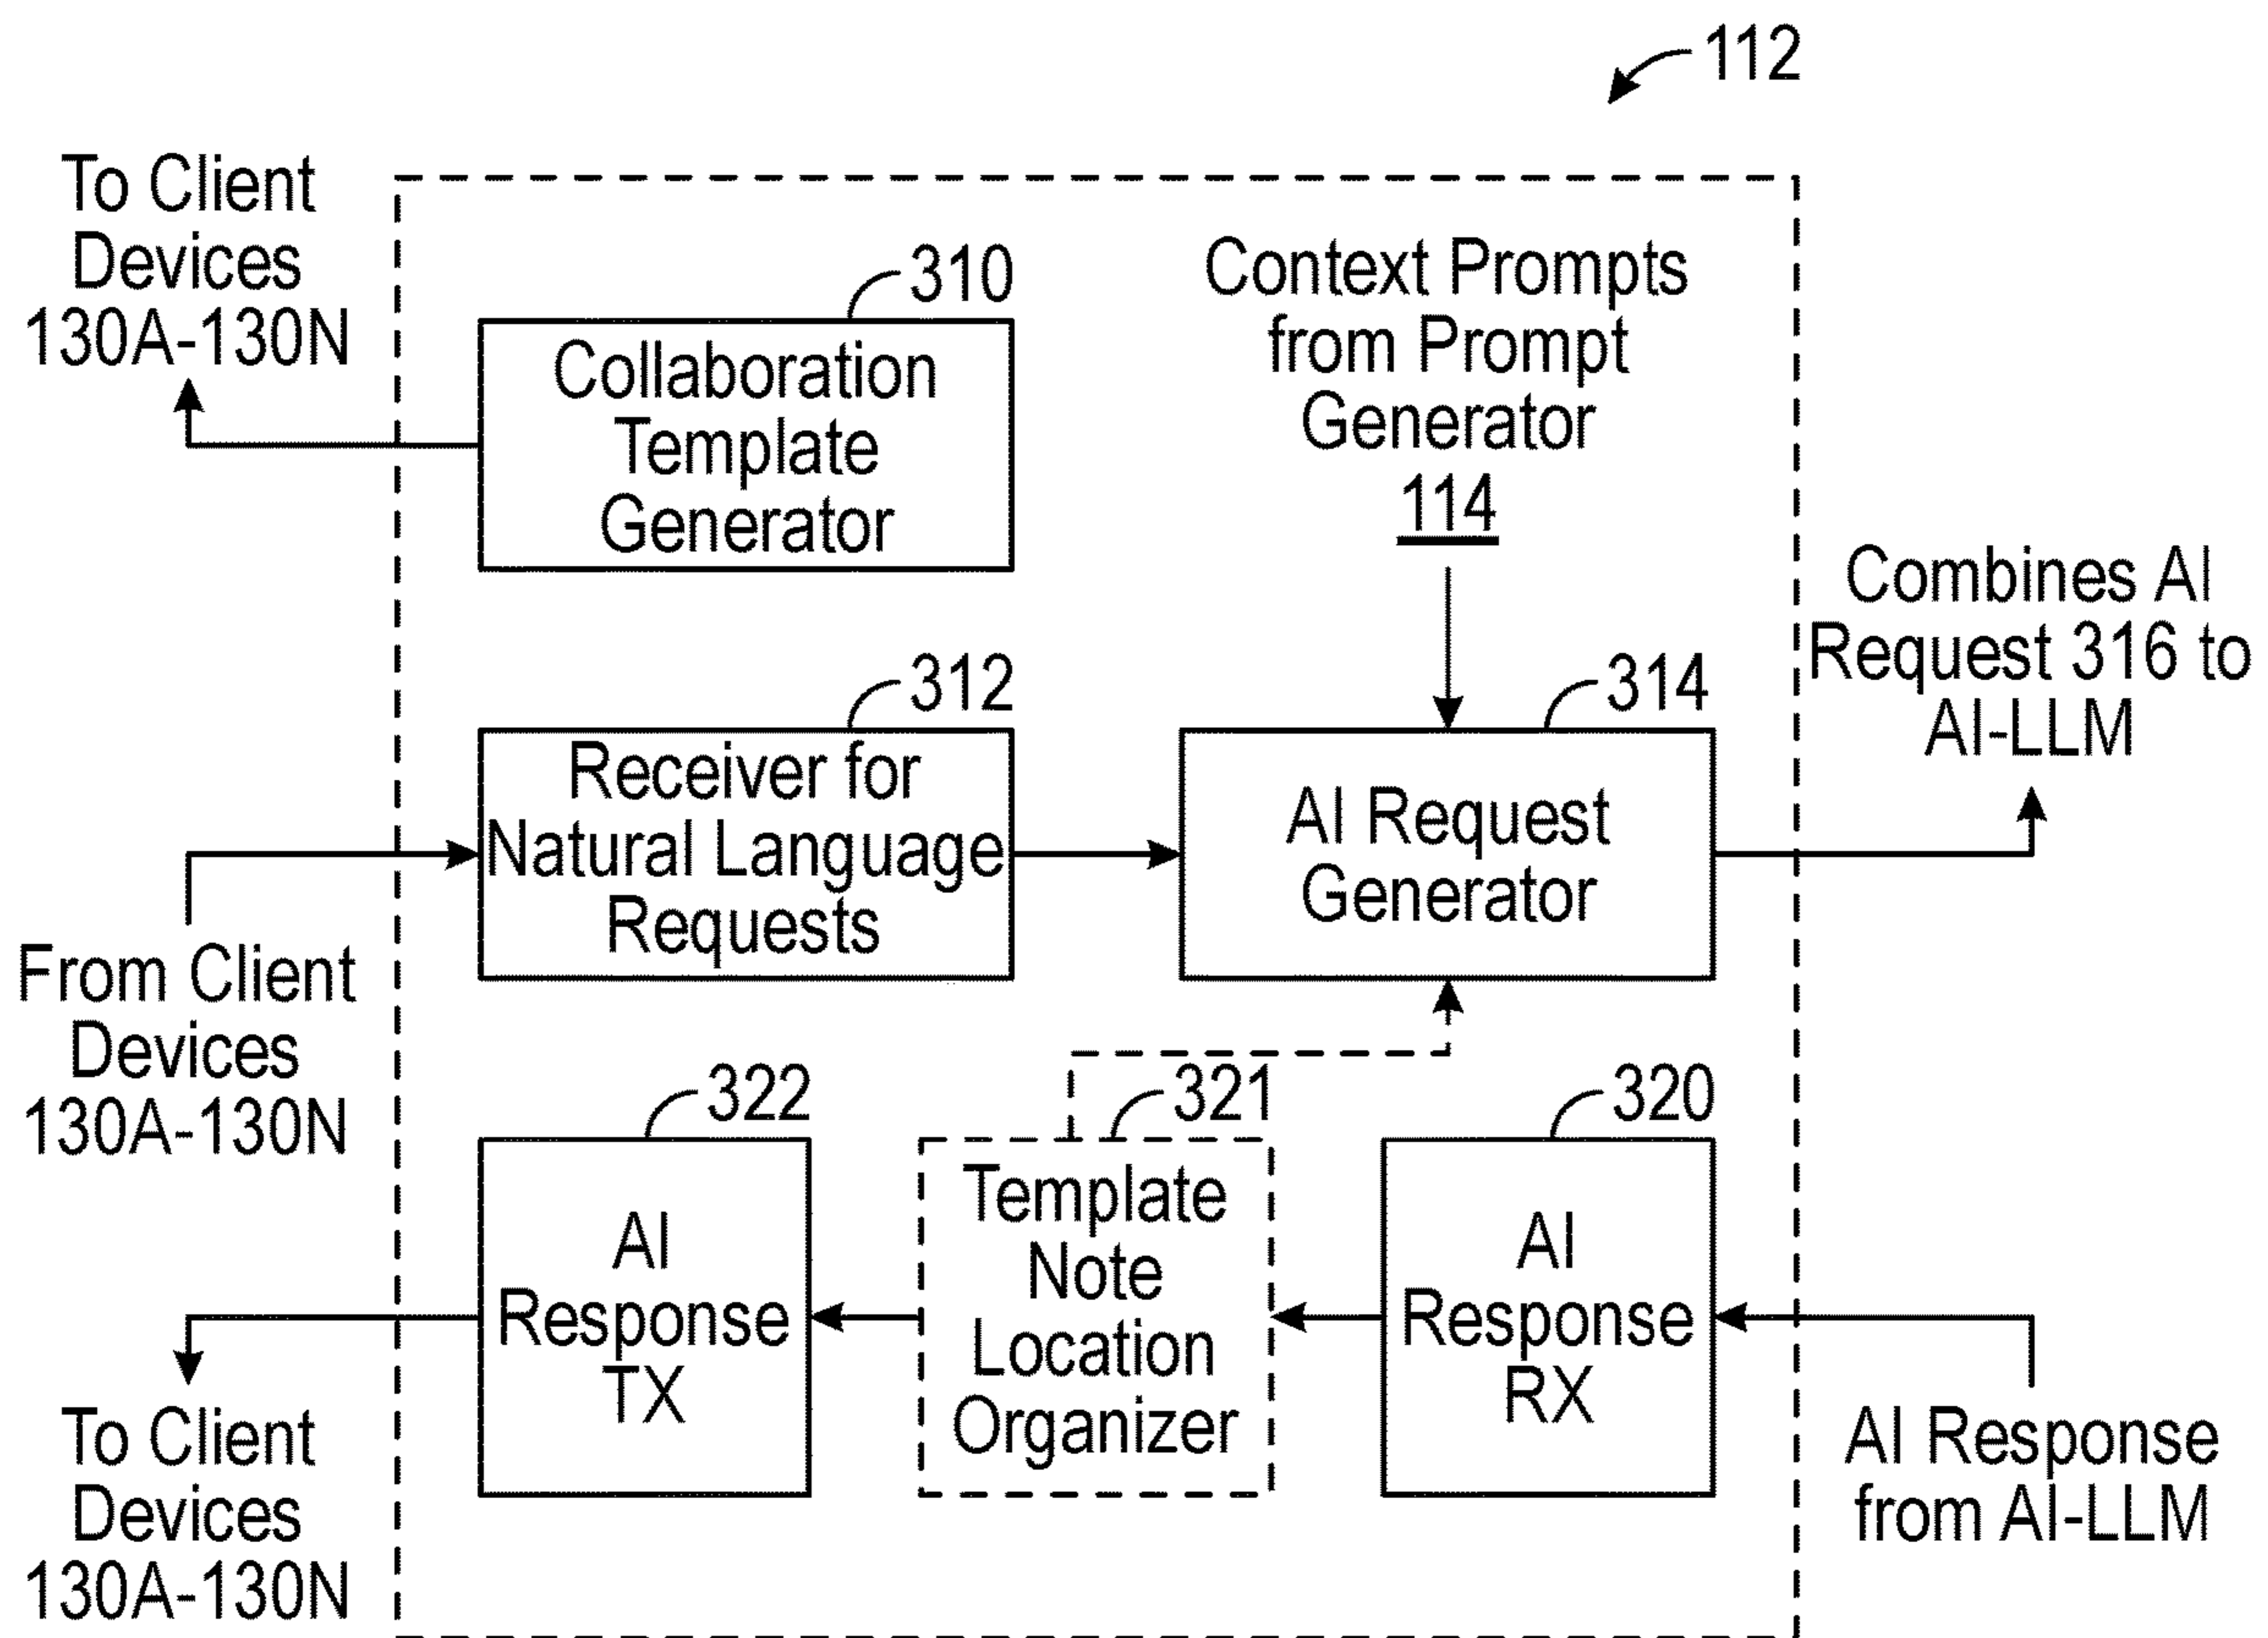 112
To Client
Devices
130A-130N
310
Collaboration
Template
Generator
Context Prompts
from Prompt
Generator
114
Combines AI
Request 316 to
AI-LLM
312
Receiver for
Natural Language
Requests
314
AI Request
Generator
From Client
Devices
130A-130N
322
AI
Response
TX
321
Template
Note
Location
Organizer
320
AI
Response
RX
To Client
Devices
130A-130N
AI Response
from AI-LLM